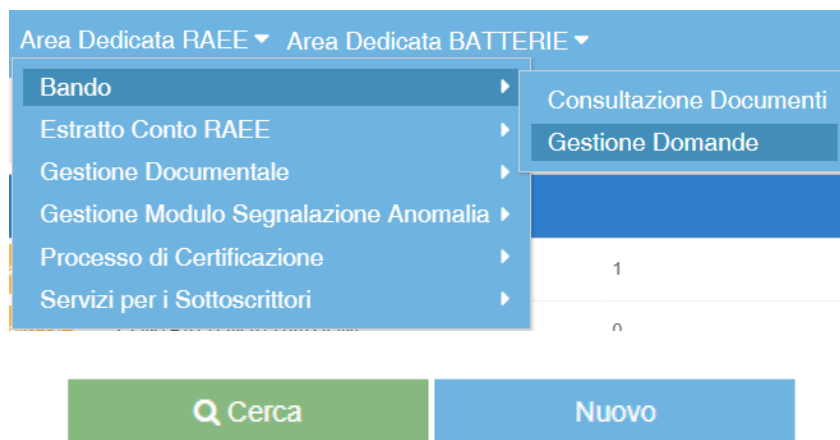 Area Dedicata RAEE Area Dedicata BATTERIE
Bando
Consultazione Documenti
Estratto Conto RAEE
Gestione Domande
Gestione Documentale
Gestione Modulo Segnalazione Anomalia
Processo di Certificazione
1
Servizi per i Sottoscrittori
0
Cerca
Nuovo